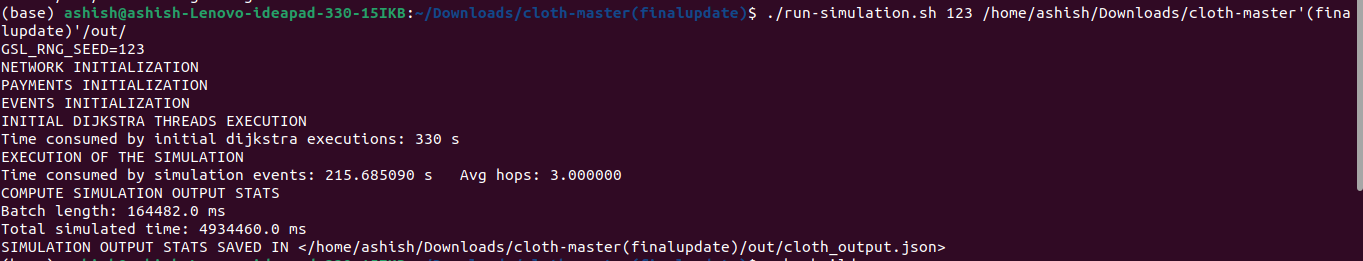 (base) ashish@ashish-Lenovo-ideapad-330-15IKB:~/Downloads/cloth-master(finalupdate)$ ./run-simulation.sh 123 /home/ashish/Downloads/cloth-master'(fina
lupdate)'/out/
GSL_RNG_SEED=123
NETWORK INITIALIZATION
PAYMENTS INITIALIZATION
EVENTS INITIALIZATION
INITIAL DIJKSTRA THREADS EXECUTION
Time consumed by initial dijkstra executions: 330 s
EXECUTION OF THE SIMULATION
Time consumed by simulation events: 215.685090 s   Avg hops: 3.000000
COMPUTE SIMULATION OUTPUT STATS
Batch length: 164482.0 ms
Total simulated time: 4934460.0 ms
SIMULATION OUTPUT STATS SAVED IN </home/ashish/Downloads/cloth-master(finalupdate)/out/cloth_output.json>